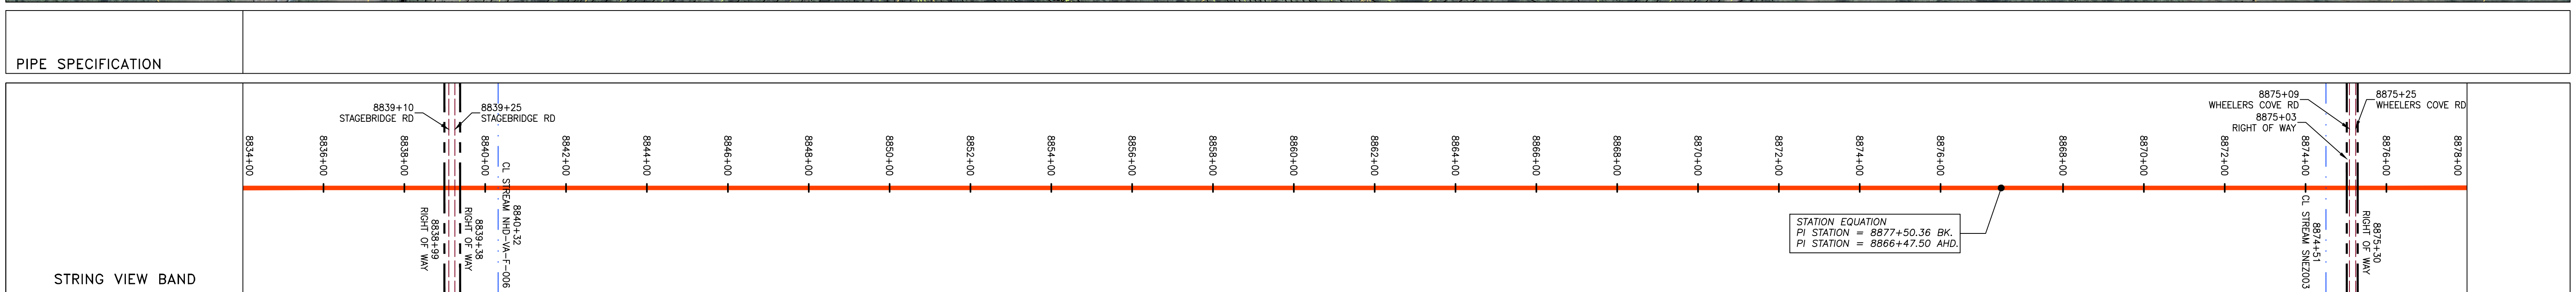 PIPE SPECIFICATION
8839+10
STAGEBRIDGE RD
8839+25
STAGEBRIDGE RD
8875+09
WHEELERS COVE RD
8875+03
RIGHT OF WAY
8875+25
WHEELERS COVE RD
8834+00
8836+00
8838+00
8840+00
8842+00
8844+00
8846+00
8848+00
8850+00
8852+00
8854+00
8856+00
8858+00
8860+00
8862+00
8864+00
8866+00
8868+00
8870+00
8872+00
8874+00
8876+00
8868+00
8870+00
8872+00
8874+00
8876+00
8878+00
8838+99
RIGHT OF WAY
8839+38
RIGHT OF WAY
8840+32
CL STREAM NHD-VA-F-006
STATION EQUATION
PI STATION = 8877+50.36 BK.
PI STATION = 8866+47.50 AHD.
8874+51
CL STREAM SNEZ003
8875+30
RIGHT OF WAY
STRING VIEW BAND